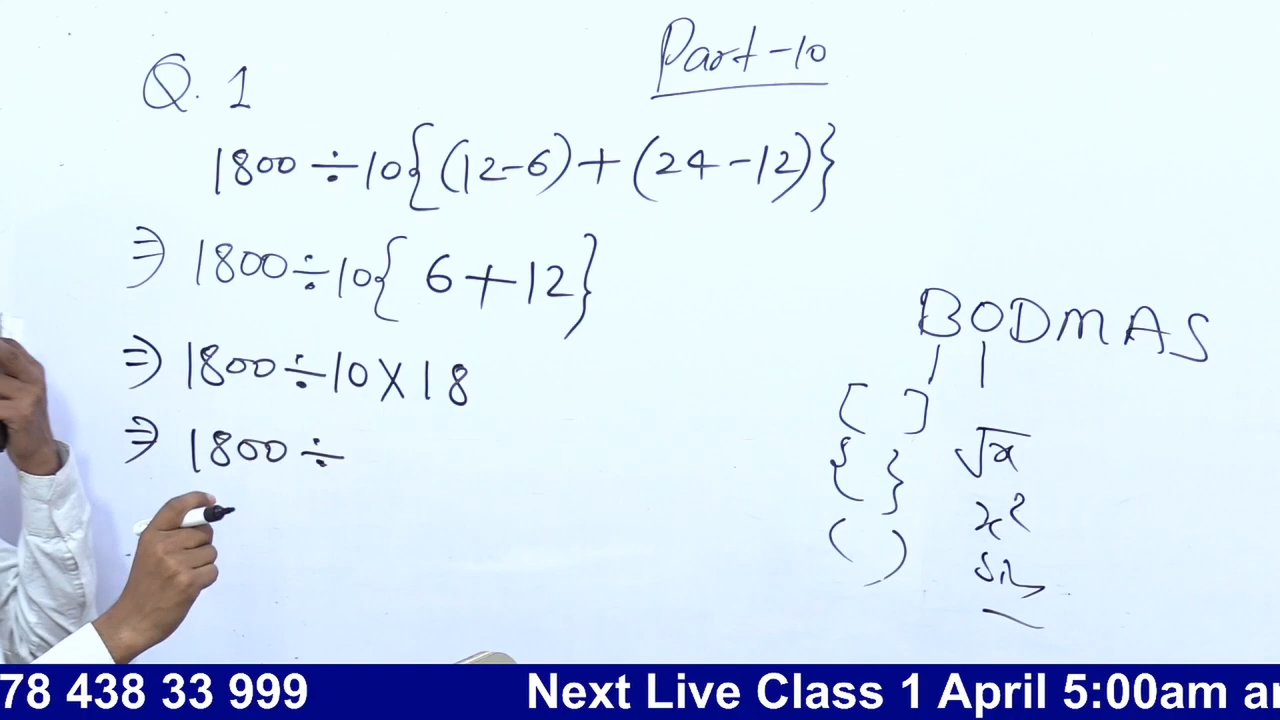 Part-10
Q. 1
1800 ÷ 10{(12-6)+(24-12)}
⇒ 1800 ÷ 10{ 6+12}
⇒ 1800 ÷ 10 X 18
⇒ 1800 ÷
BODMAS
[ ]
{ } √x
x²
( )
78 438 33 999 Next Live Class 1 April 5:00am